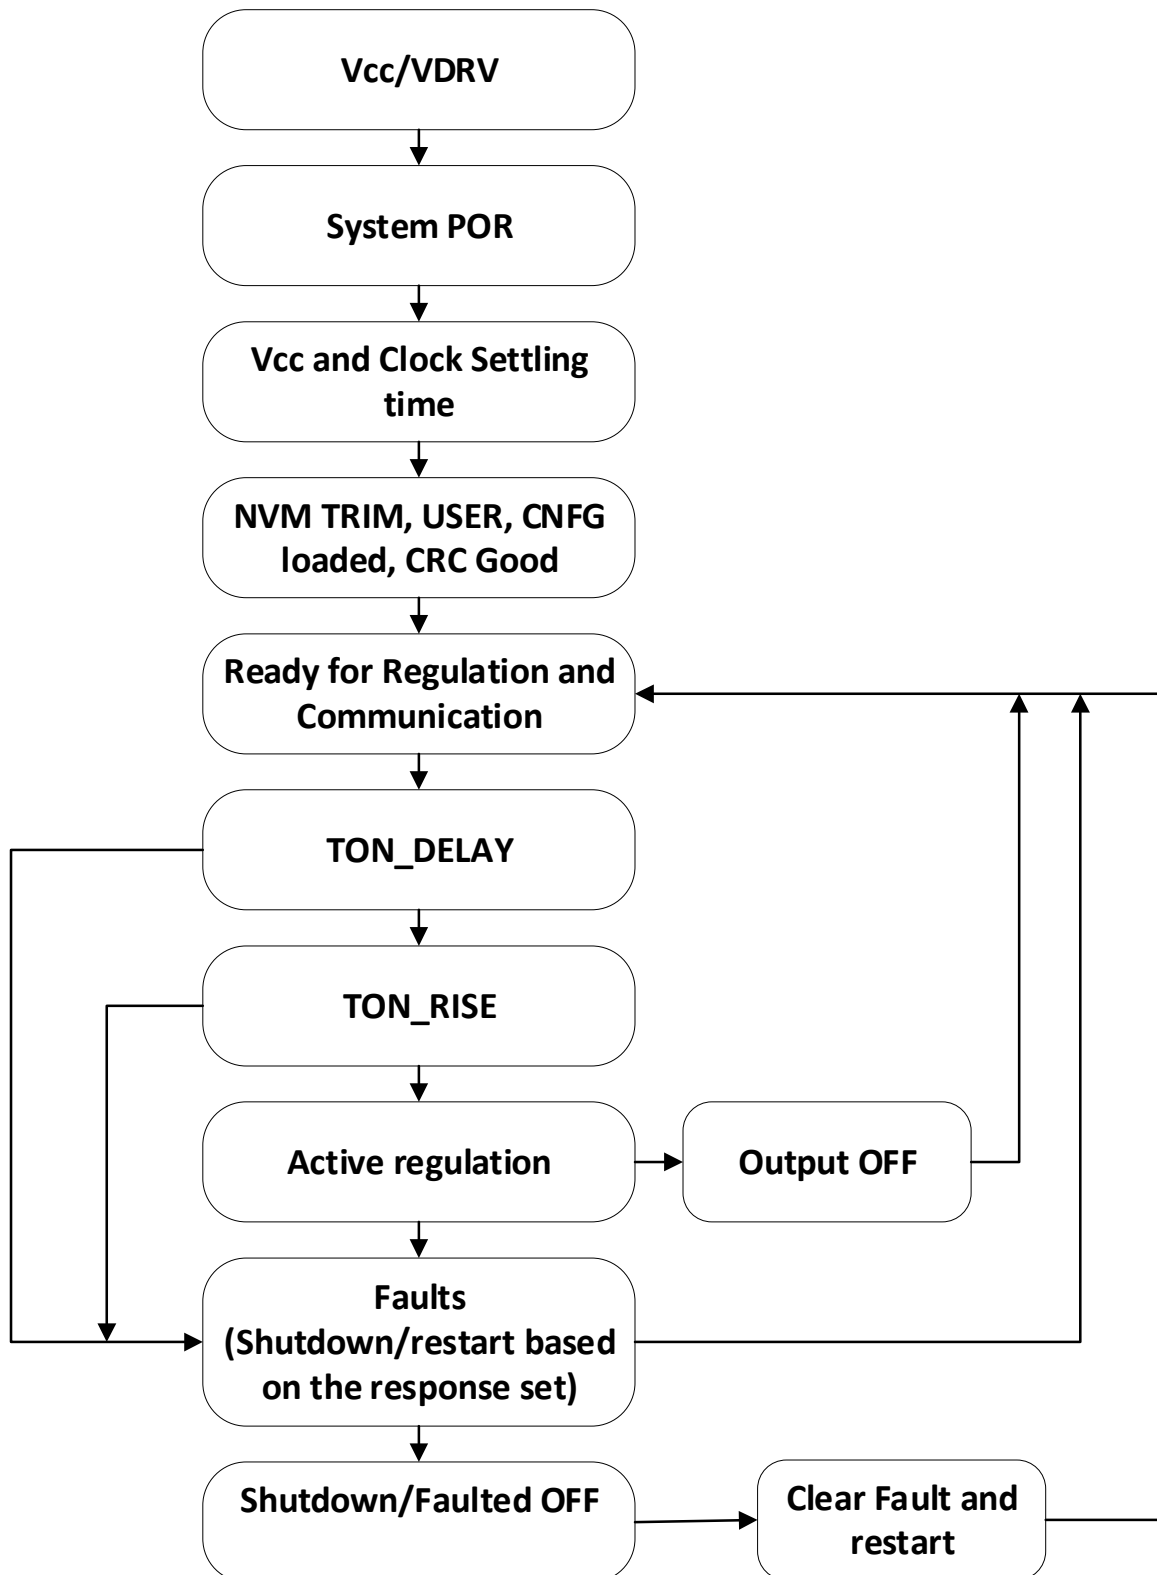 Vcc/VDRV
System POR
Vcc and Clock Settling
time
NVM TRIM, USER, CNFG
loaded, CRC Good
Ready for Regulation and
Communication
TON_DELAY
TON_RISE
Active regulation
Output OFF
Faults
(Shutdown/restart based
on the response set)
Shutdown/Faulted OFF
Clear Fault and
restart